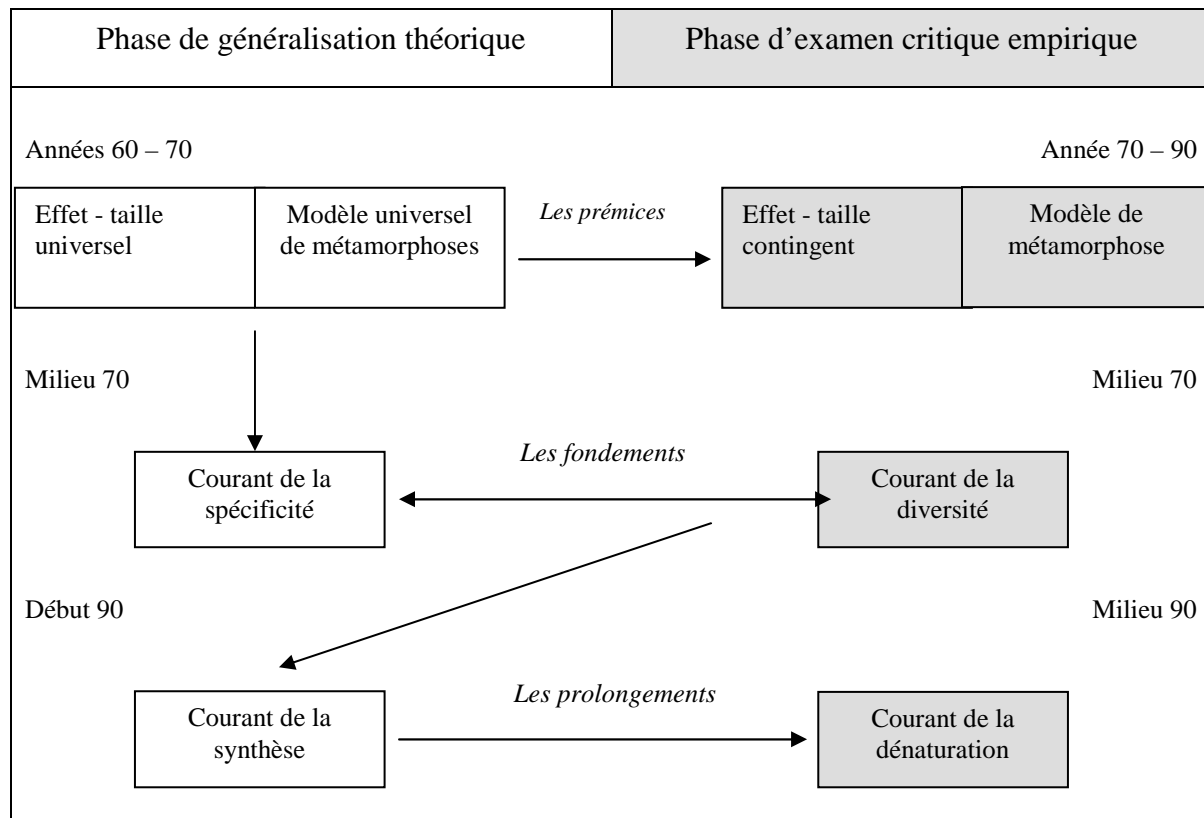 Phase de généralisation théorique
Phase d’examen critique empirique
Années 60 – 70
Année 70 – 90
Effet - taille
universel
Modèle universel
de métamorphoses
Les prémices
Effet - taille
contingent
Modèle de
métamorphose
Milieu 70
Milieu 70
Courant de la
spécificité
Les fondements
Courant de la
diversité
Début 90
Milieu 90
Courant de la
synthèse
Les prolongements
Courant de la
dénaturation